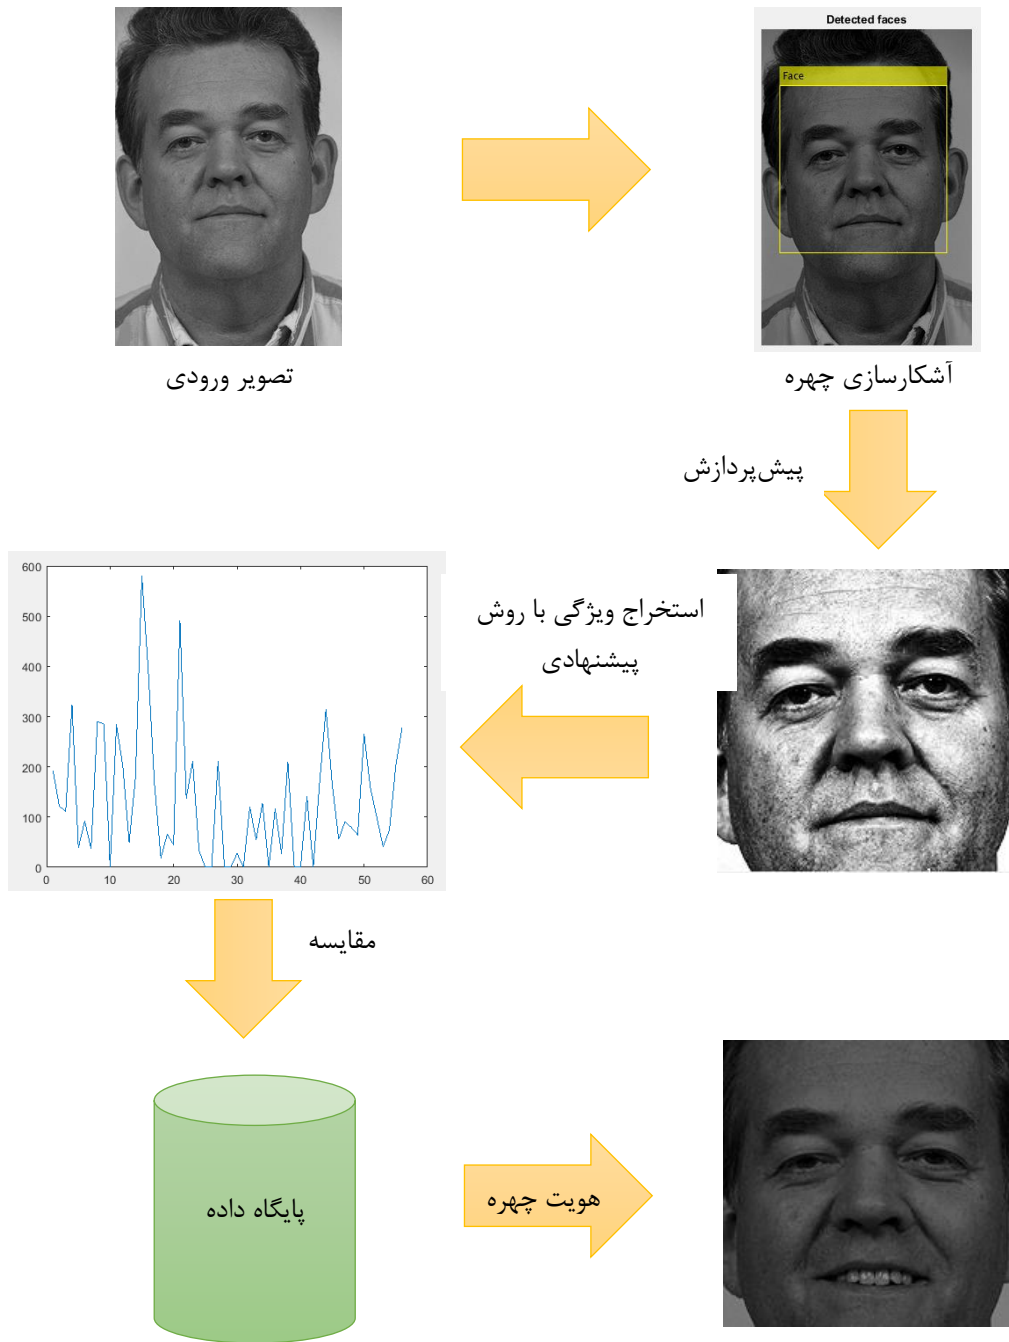 Detected faces
Face
تصویر ورودی
آشکارسازی چهره
پیش‌پردازش
استخراج ویژگی با روش
پیشنهادی
600
500
400
300
200
100
0
0 10 20 30 40 50 60
مقایسه
پایگاه داده
هویت چهره